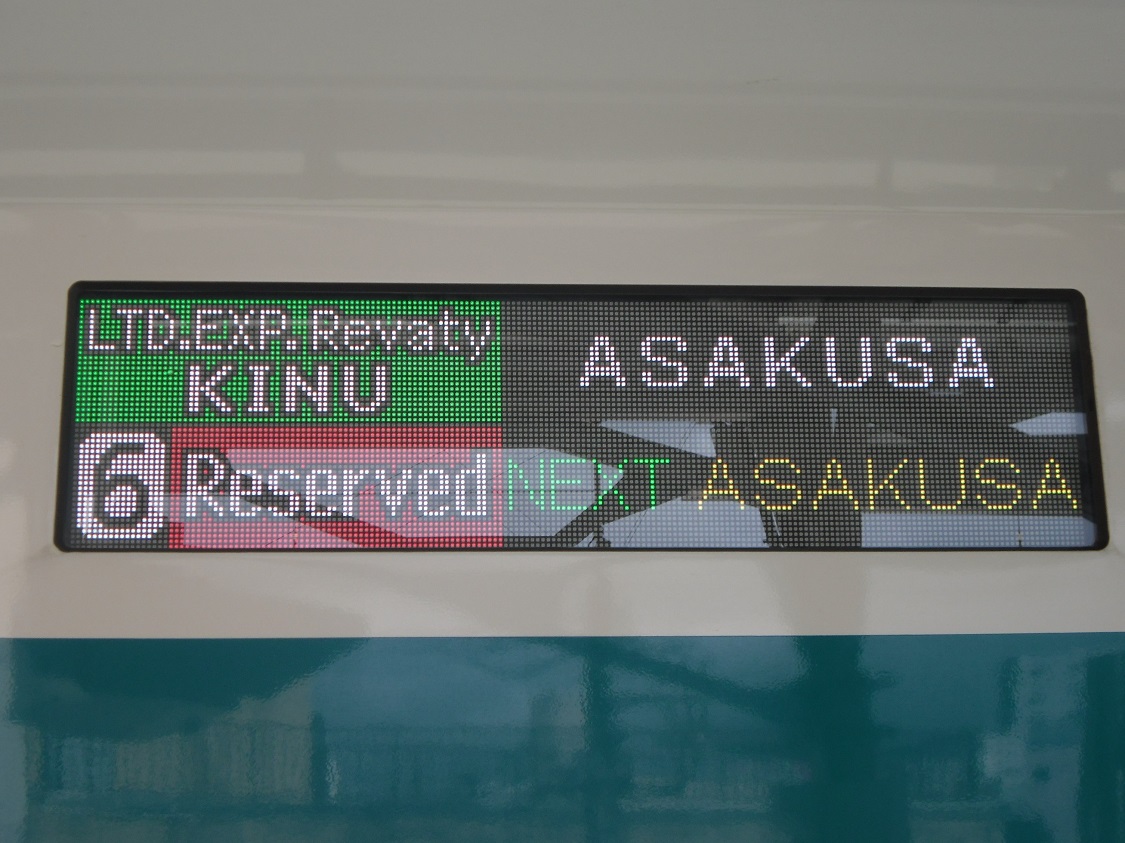 LTD.EXP. Revaty
KINU
ASAKUSA
6 Reserved
NEXT ASAKUSA